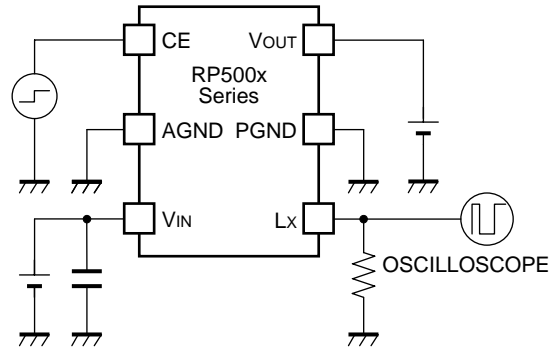 CE
VOUT
RP500x
Series
AGND
PGND
VIN
LX
OSCILLOSCOPE